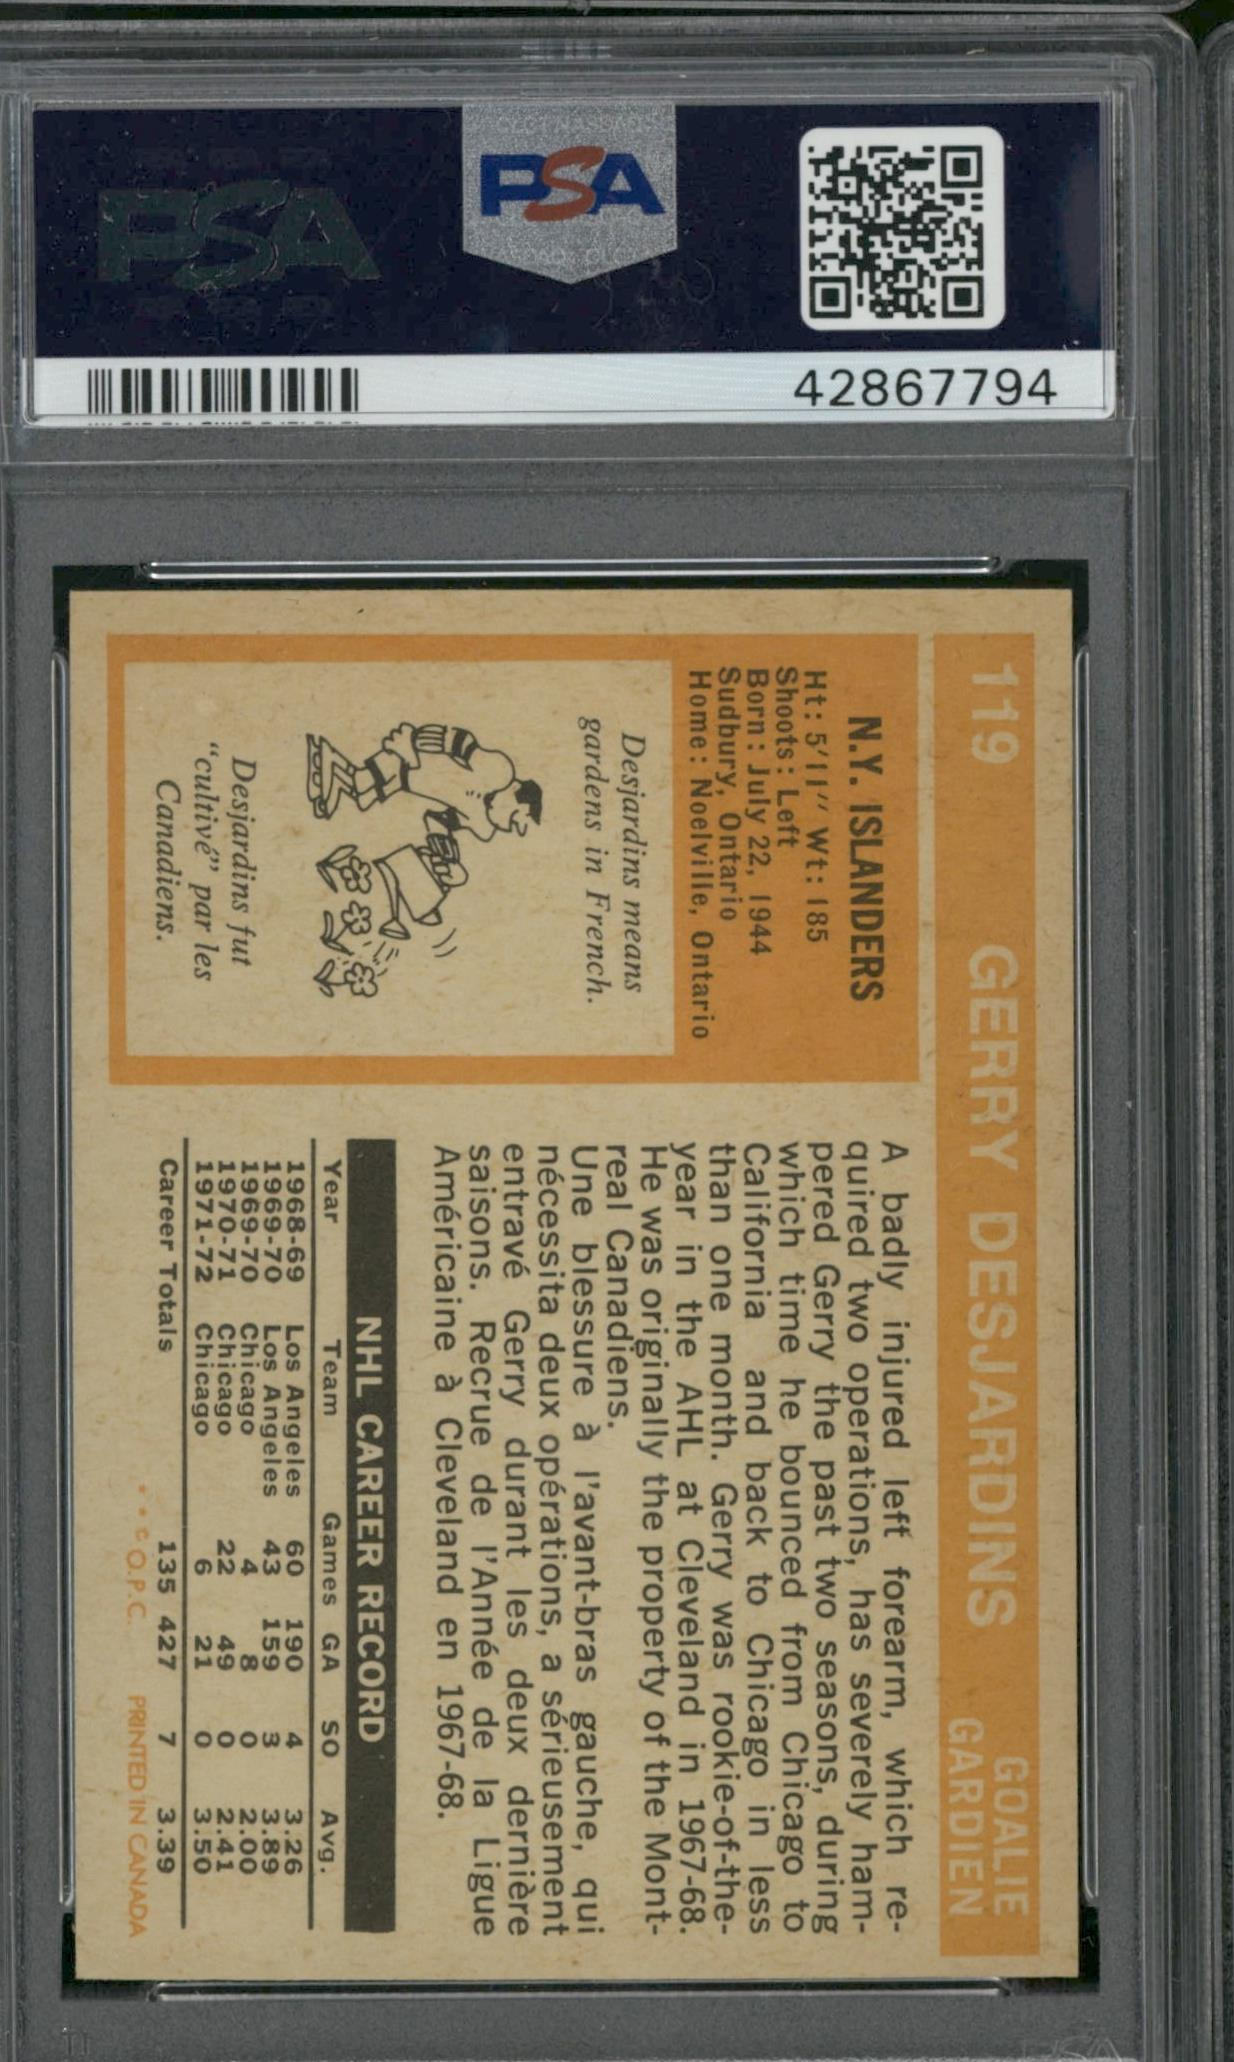 PSA
PSA
42867794
119 GERRY DESJARDINS GOALIE
GARDIEN
N.Y. ISLANDERS
Ht: 5'11" Wt: 185
Shoots: Left
Born: July 22, 1944
Sudbury, Ontario
Home: Noelville, Ontario
Desjardins means
gardens in French.
Desjardins fut
"cultivé" par les
Canadiens.
A badly injured left forearm, which re-
quired two operations, has severely ham-
pered Gerry the past two seasons, during
which time he bounced from Chicago to
California and back to Chicago in less
than one month. Gerry was rookie-of-the-
year in the AHL at Cleveland in 1967-68.
He was originally the property of the Mont-
real Canadiens.
Une blessure à l'avant-bras gauche, qui
nécessita deux opérations, a sérieusement
entravé Gerry durant les deux dernière
saisons. Recrue de l'Année de la Ligue
Américaine à Cleveland en 1967-68.
NHL CAREER RECORD
Year Team Games GA SO Avg.
1968-69 Los Angeles 60 190 4 3.26
1969-70 Los Angeles 43 159 3 3.89
1969-70 Chicago 4 8 0 2.00
1970-71 Chicago 22 49 0 2.41
1971-72 Chicago 6 21 0 3.50
Career Totals 135 427 7 3.39
* * © O.P.C. PRINTED IN CANADA